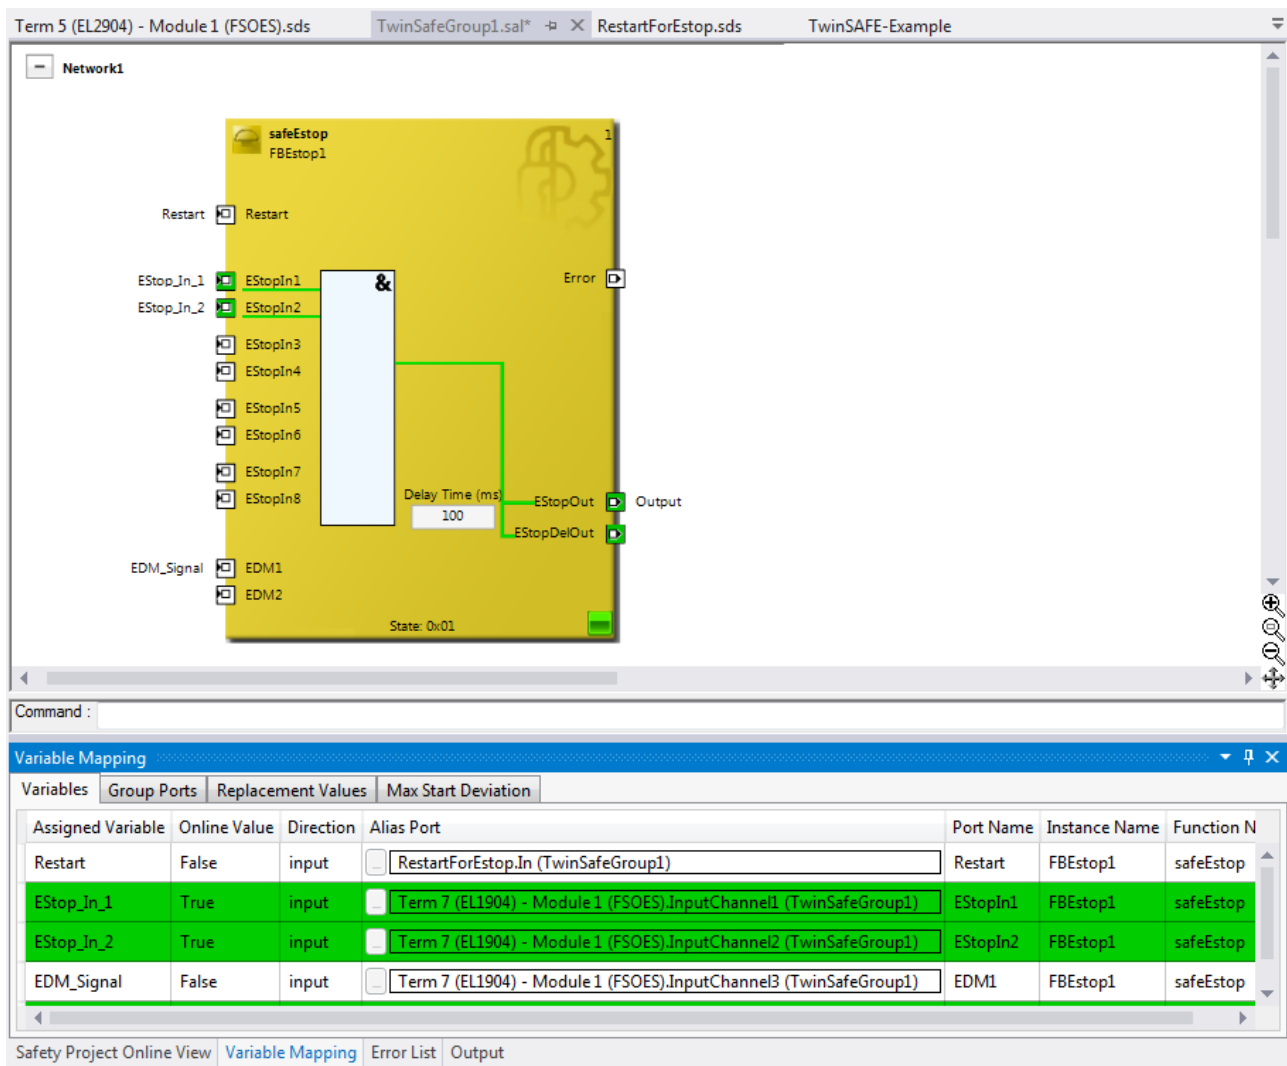 Term 5 (EL2904) - Module 1 (FSOES).sds TwinSafeGroup1.sal* RestartForEstop.sds TwinSAFE-Example
Network1
safeEstop 1
FBEstop1
Restart Restart
EStop_In_1 EStopIn1 & Error
EStop_In_2 EStopIn2
EStopIn3
EStopIn4
EStopIn5
EStopIn6
EStopIn7
EStopIn8 Delay Time (ms) EStopOut Output
100
EStopDelOut
EDM_Signal EDM1
EDM2
State: 0x01
Command :
Variable Mapping
Variables Group Ports Replacement Values Max Start Deviation
Assigned Variable Online Value Direction Alias Port Port Name Instance Name Function N
Restart False input ... RestartForEstop.In (TwinSafeGroup1) Restart FBEstop1 safeEstop
EStop_In_1 True input ... Term 7 (EL1904) - Module 1 (FSOES).InputChannel1 (TwinSafeGroup1) EStopIn1 FBEstop1 safeEstop
EStop_In_2 True input ... Term 7 (EL1904) - Module 1 (FSOES).InputChannel2 (TwinSafeGroup1) EStopIn2 FBEstop1 safeEstop
EDM_Signal False input ... Term 7 (EL1904) - Module 1 (FSOES).InputChannel3 (TwinSafeGroup1) EDM1 FBEstop1 safeEstop
Safety Project Online View Variable Mapping Error List Output